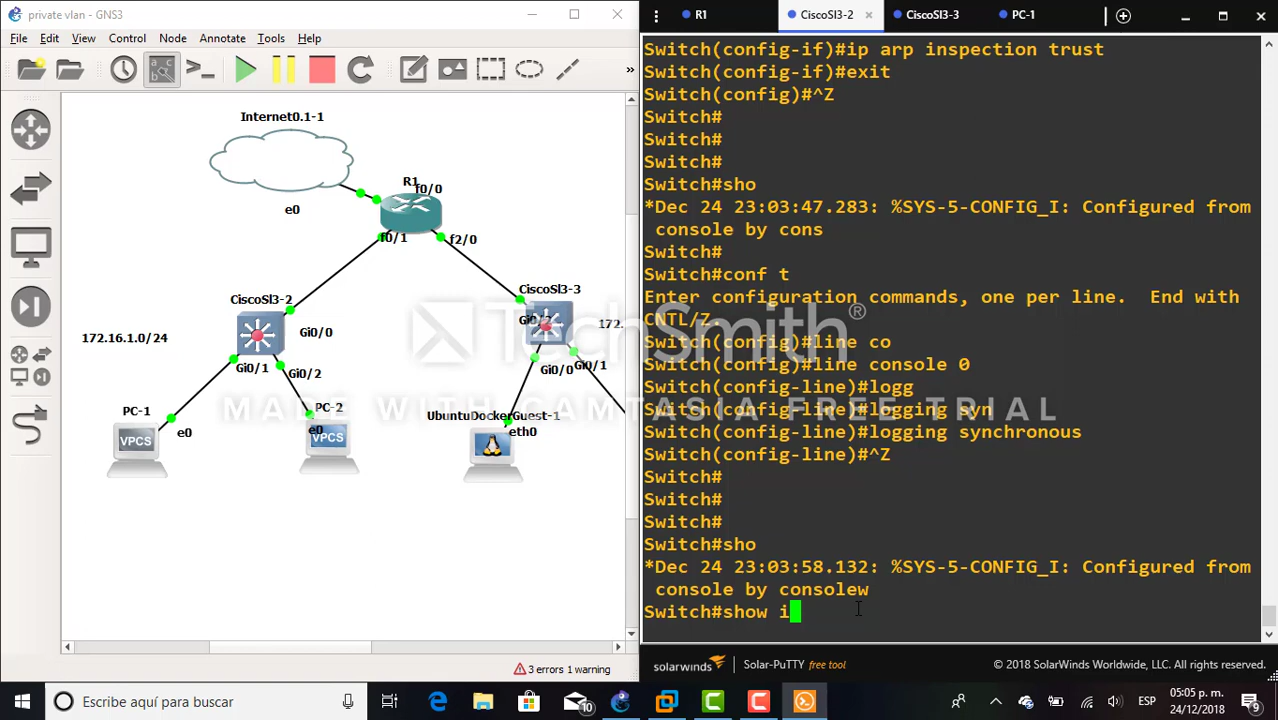 private vlan - GNS3
File Edit View Control Node Annotate Tools Help
Internet0.1-1
e0
R1
f0/0
f0/1
f2/0
CiscoSl3-2
Gi0/0
172.16.1.0/24
Gi0/1
Gi0/2
PC-1
e0
VPCS
PC-2
e0
VPCS
CiscoSl3-3
172.
Gi0/0
Gi0/1
UbuntuDockerGuest-1
eth0
3 errors 1 warning
R1 CiscoSl3-2 CiscoSl3-3 PC-1
Switch(config-if)#ip arp inspection trust
Switch(config-if)#exit
Switch(config)#^Z
Switch#
Switch#
Switch#
Switch#sho
*Dec 24 23:03:47.283: %SYS-5-CONFIG_I: Configured from
console by cons
Switch#
Switch#conf t
Enter configuration commands, one per line.  End with
CNTL/Z.
Switch(config)#line co
Switch(config)#line console 0
Switch(config-line)#logg
Switch(config-line)#logging syn
Switch(config-line)#logging synchronous
Switch(config-line)#^Z
Switch#
Switch#
Switch#
Switch#sho
*Dec 24 23:03:58.132: %SYS-5-CONFIG_I: Configured from
console by consolew
Switch#show i
TechSmith®
MADE WITH CAMTASIA FREE TRIAL
solarwinds Solar-PuTTY free tool © 2018 SolarWinds Worldwide, LLC. All rights reserved.
Escribe aquí para buscar
10
ESP
05:05 p. m.
24/12/2018
9